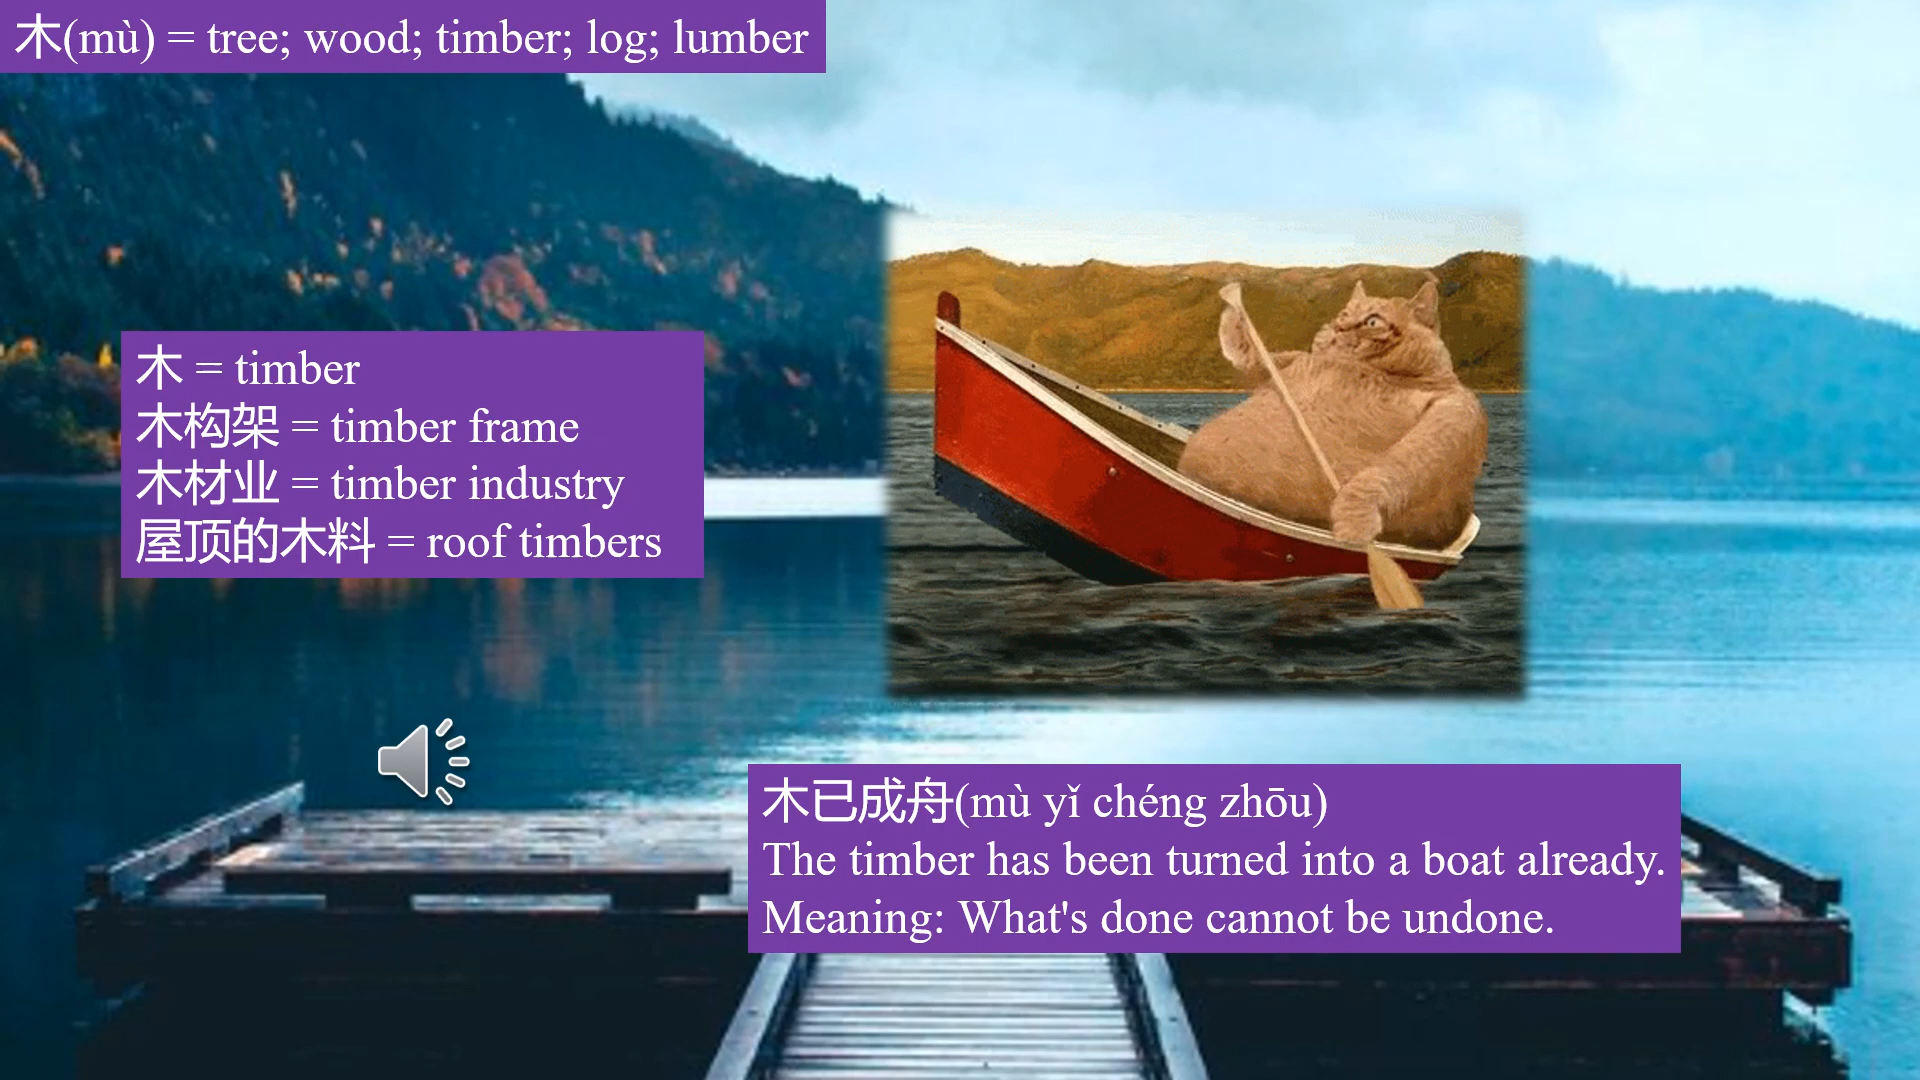 木(mù) = tree; wood; timber; log; lumber
木 = timber
木构架 = timber frame
木材业 = timber industry
屋顶的木料 = roof timbers
木已成舟(mù yǐ chéng zhōu)
The timber has been turned into a boat already.
Meaning: What's done cannot be undone.